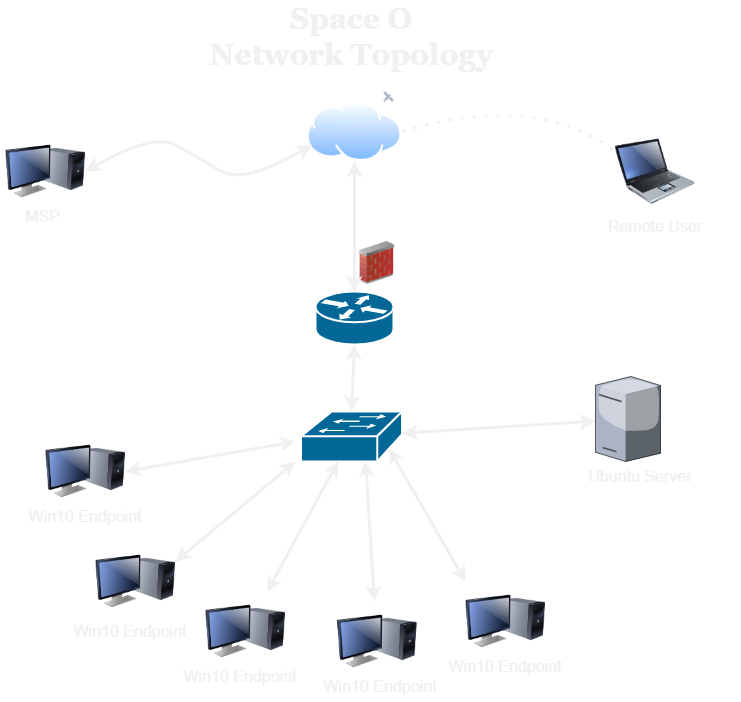 Space O
Network Topology
MSP
Remote User
Ubuntu Server
Win10 Endpoint
Win10 Endpoint
Win10 Endpoint
Win10 Endpoint
Win10 Endpoint